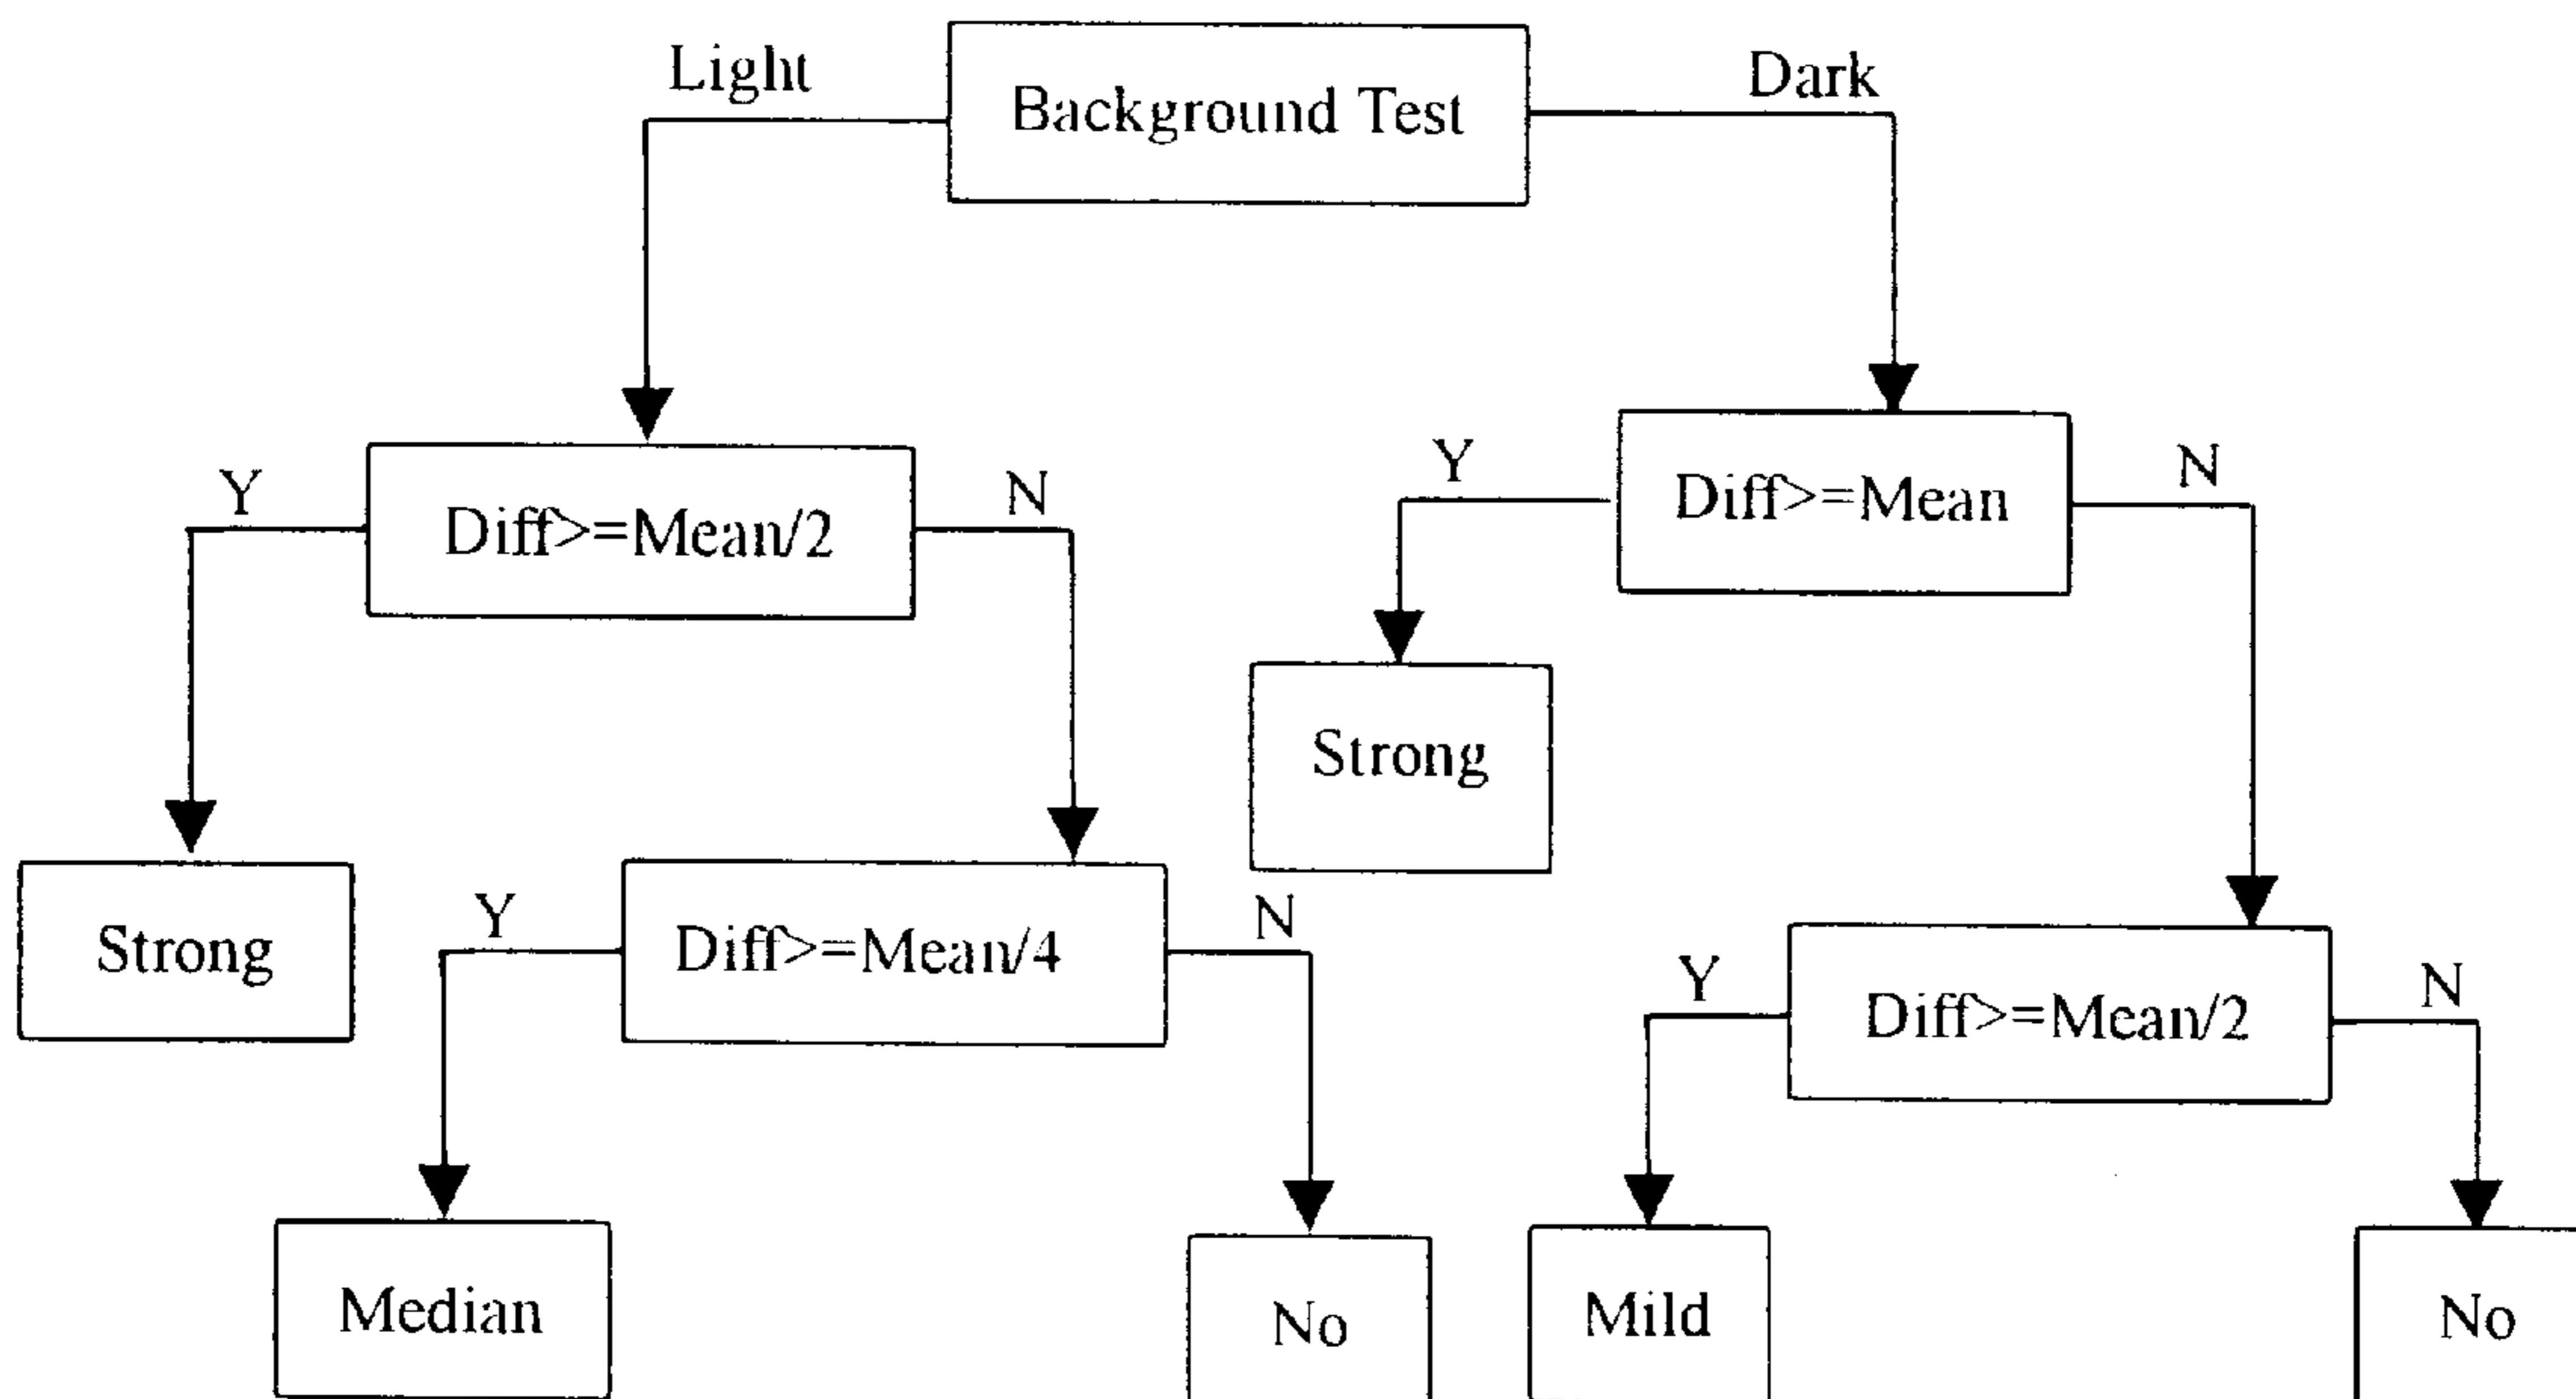 Light
Background Test
Dark
Y
Diff>=Mean/2
N
Y
Diff>=Mean
N
Strong
Strong
Y
Diff>=Mean/4
N
Y
Diff>=Mean/2
N
Median
No
Mild
No